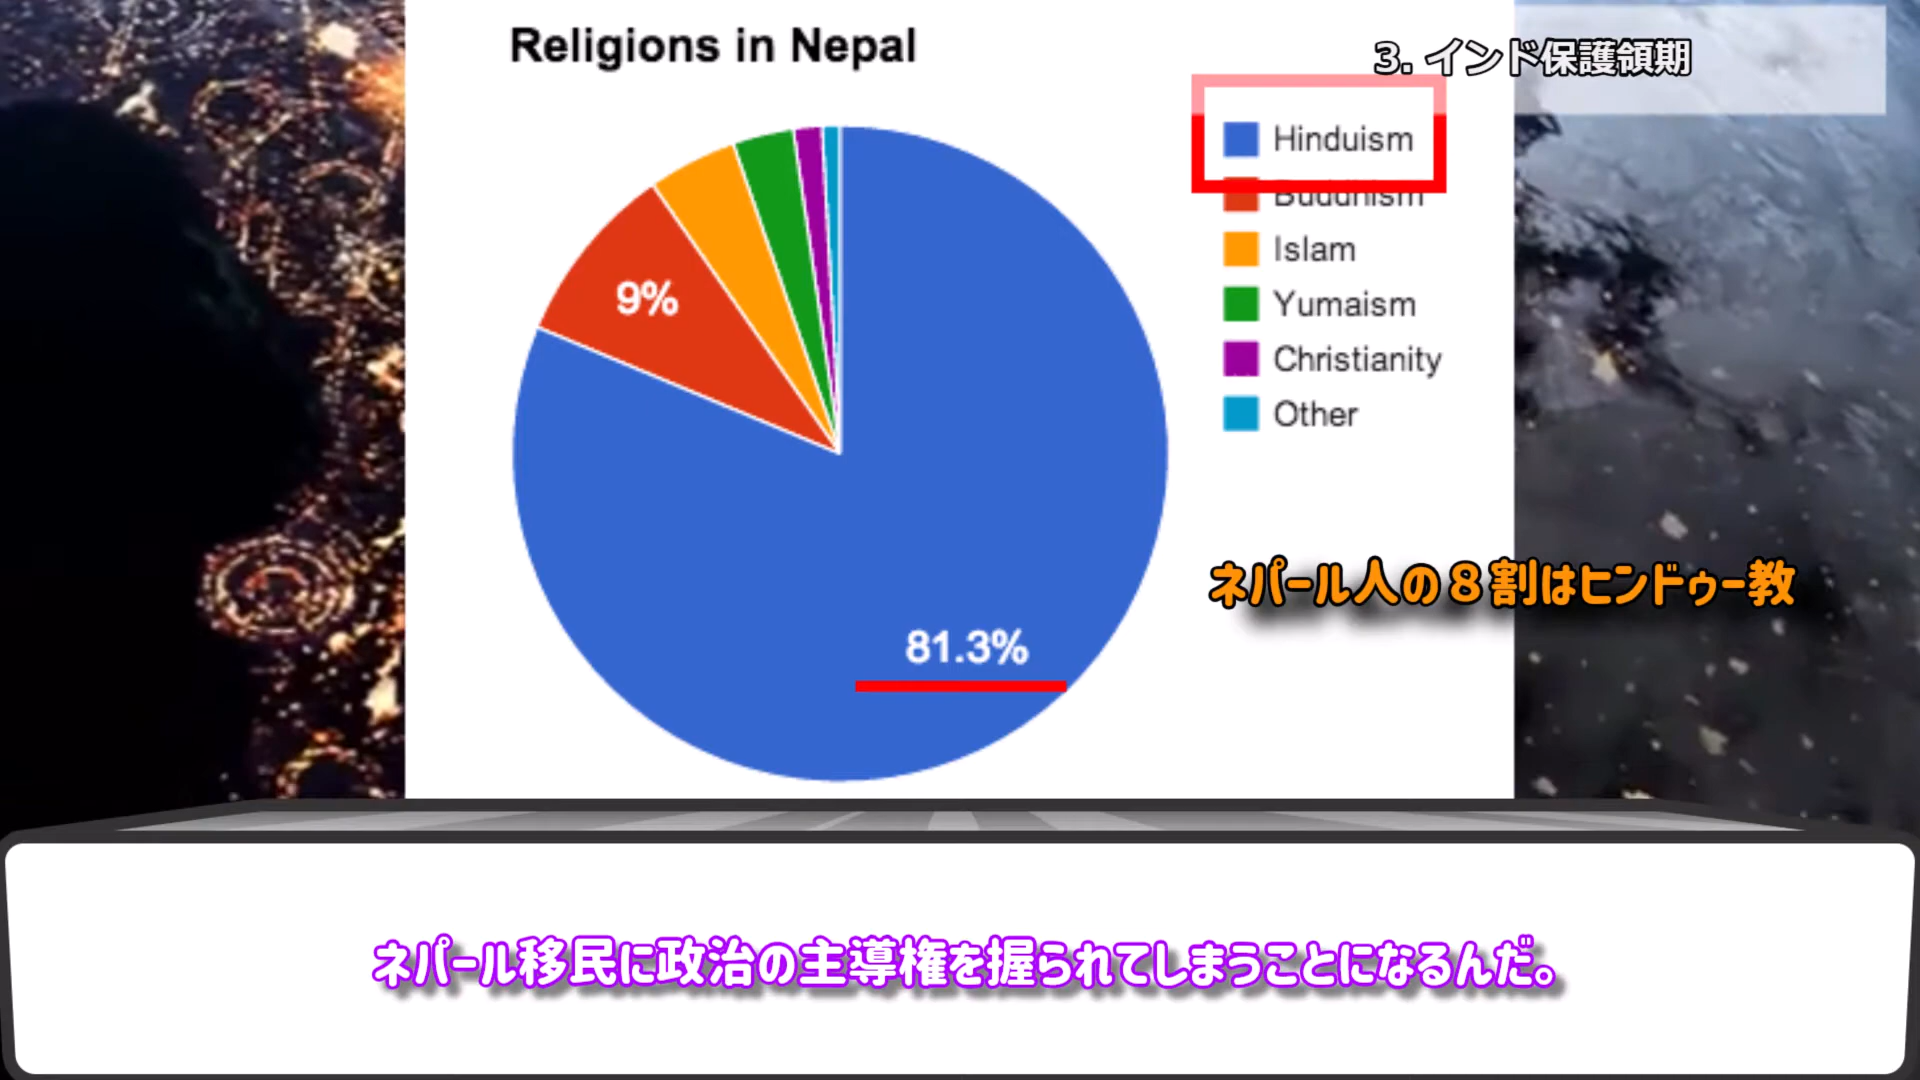 Religions in Nepal
3. インド保護領期
Hinduism
Buddhism
Islam
Yumaism
Christianity
Other
9%
81.3%
ネパール人の８割はヒンドゥー教
ネパール移民に政治の主導権を握られてしまうことになるんだ。